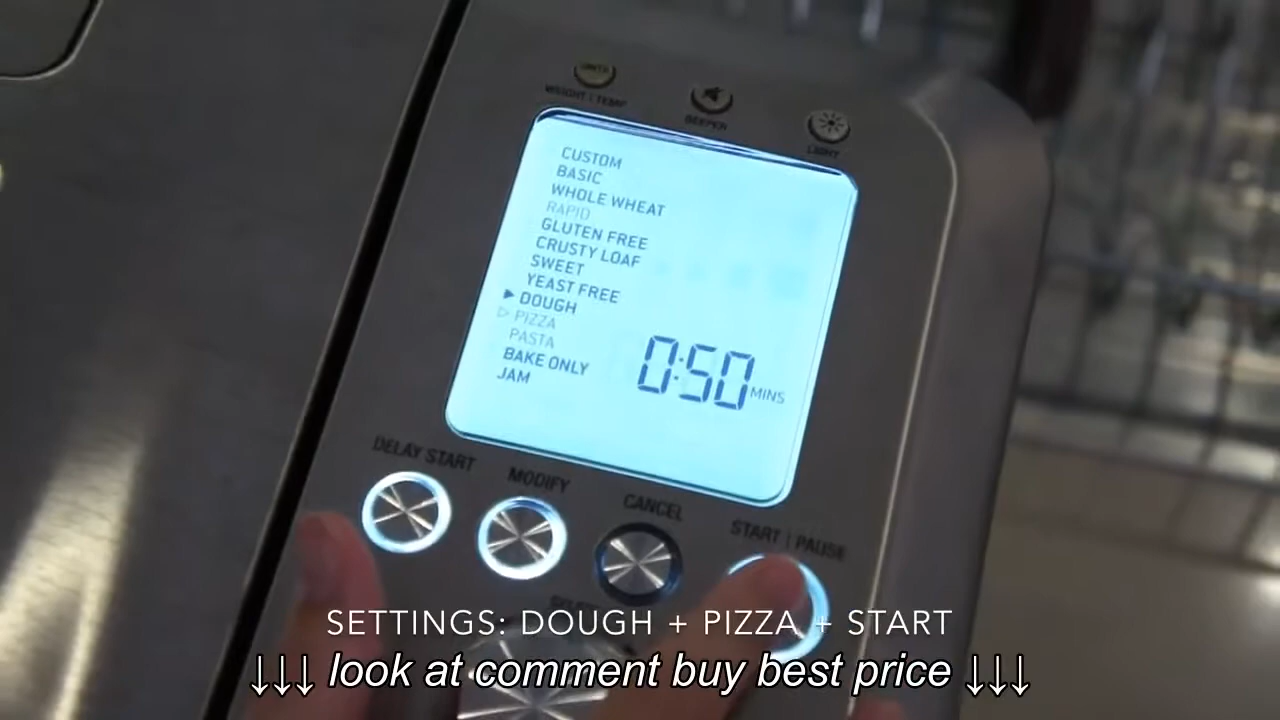 WEIGHT | TEMP
BEEPER
LIGHT
CUSTOM
BASIC
WHOLE WHEAT
RAPID
GLUTEN FREE
CRUSTY LOAF
SWEET
YEAST FREE
▶ DOUGH
▷ PIZZA
PASTA
BAKE ONLY
JAM
0:50 MINS
DELAY START
MODIFY
CANCEL
START | PAUSE
SETTINGS: DOUGH + PIZZA + START
↓↓↓ look at comment buy best price ↓↓↓